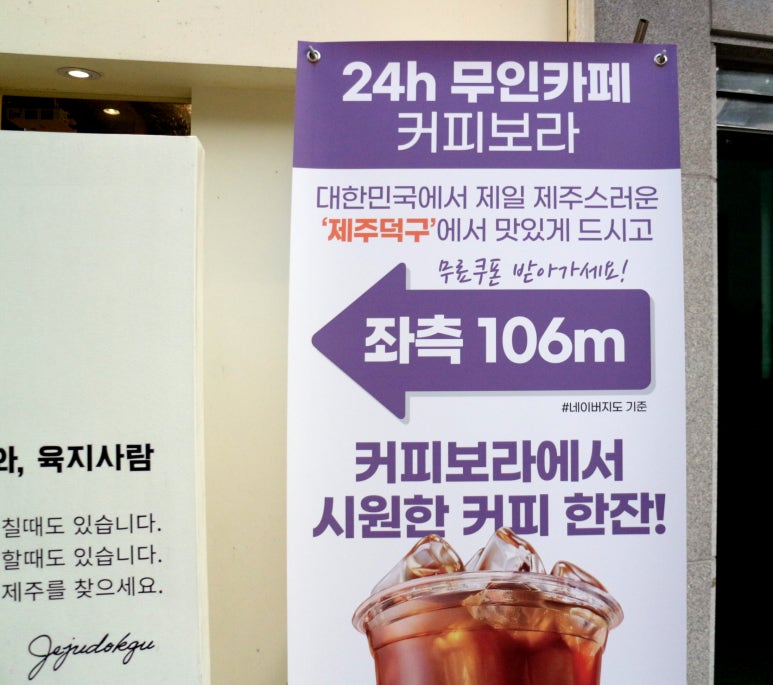 24h 무인카페
커피보라
대한민국에서 제일 제주스러운
‘제주덕구’에서 맛있게 드시고
무료쿠폰 받아가세요!
좌측 106m
#네이버지도 기준
커피보라에서
시원한 커피 한잔!
와, 육지사람
칠때도 있습니다.
할때도 있습니다.
제주를 찾으세요.
Jejudokgu